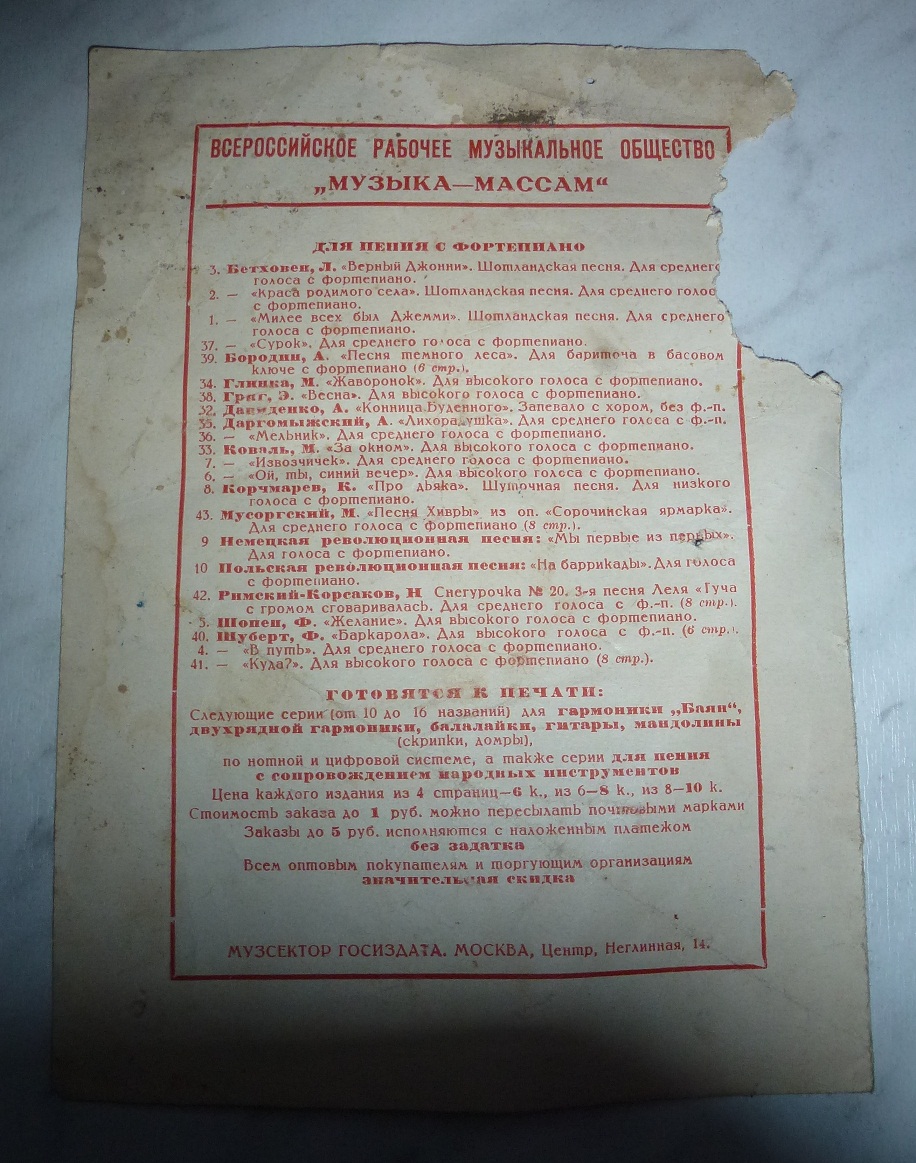 ВСЕРОССИЙСКОЕ РАБОЧЕЕ МУЗЫКАЛЬНОЕ ОБЩЕСТВО
„МУЗЫКА—МАССАМ“
ДЛЯ ПЕНИЯ С ФОРТЕПИАНО
3. Бетховен, Л. «Верный Джонни». Шотландская песня. Для среднего
голоса с фортепиано.
2. — «Краса родимого села». Шотландская песня. Для среднего голос
с фортепиано.
1. — «Милее всех был Джемми». Шотландская песня. Для среднего
голоса с фортепиано.
37. — «Сурок». Для среднего голоса с фортепиано.
39. Бородин, А. «Песня темного леса». Для бариточа в басовом
ключе с фортепиано (6 стр.).
34. Глинка, М. «Жаворонок». Для высокого голоса с фортепиано.
38. Григ, Э. «Весна». Для высокого голоса с фортепиано.
32. Давиденко, А. «Конница Буденного». Запевало с хором, без ф.-п.
35. Даргомыжский, А. «Лихорадушка». Для среднего голоса с ф.-п.
36. — «Мельник». Для среднего голоса с фортепиано.
33. Коваль, М. «За окном». Для высокого голоса с фортепиано.
7. — «Извозчичек». Для среднего голоса с фортепиано.
6. — «Ой, ты, синий вечер». Для высокого голоса с фортепиано.
8. Корчмарев, К. «Про дьяка». Шуточная песня. Для низкого
голоса с фортепиано.
43. Мусоргский, М. «Песня Хиври» из оп. «Сорочинская ярмарка».
Для среднего голоса с фортепиано (8 стр.).
9 Немецкая революционная песня: «Мы первые из первых».
Для голоса с фортепиано.
10 Польская революционная песня: «На баррикады». Для голоса
с фортепиано.
42. Римский-Корсаков, Н Снегурочка № 20. 3-я песня Леля «Туча
с громом сговаривалась. Для среднего голоса с ф.-п. (8 стр.).
5. Шопен, Ф. «Желание». Для высокого голоса с фортепиано.
40. Шуберт, Ф. «Баркарола». Для высокого голоса с ф.-п. (6 стр.).
4. — «В путь». Для среднего голоса с фортепиано.
41. — «Куда?». Для высокого голоса с фортепиано (8 стр.).
ГОТОВЯТСЯ К ПЕЧАТИ:
Следующие серии (от 10 до 16 названий) для гармоники „Баян“,
двухрядной гармоники, балалайки, гитары, мандолины
(скрипки, домры),
по нотной и цифровой системе, а также серии для пения
с сопровождением народных инструментов
Цена каждого издания из 4 страниц—6 к., из 6—8 к., из 8—10 к.
Стоимость заказа до 1 руб. можно пересылать почтовыми марками
Заказы до 5 руб. исполняются с наложенным платежом
без задатка
Всем оптовым покупателям и торгующим организациям
значительная скидка
МУЗСЕКТОР ГОСИЗДАТА. МОСКВА, Центр, Неглинная, 14.